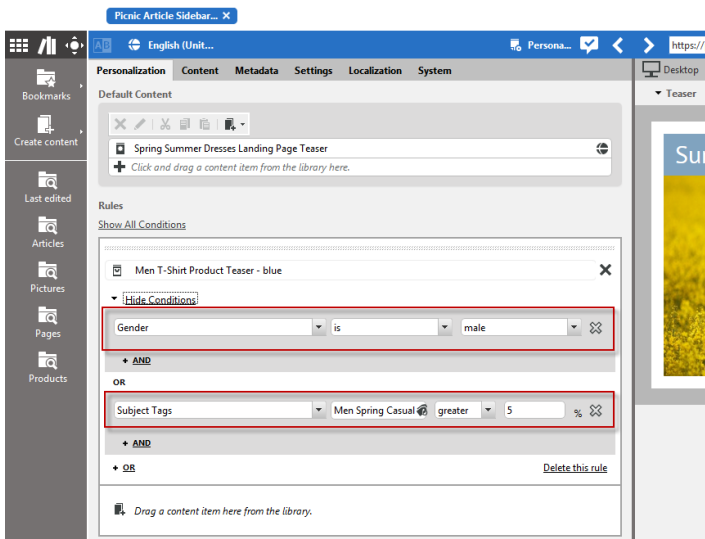 Picnic Article Sidebar... ×
English (Unit...
Persona...
https://
Personalization Content Metadata Settings Localization System
Desktop
Bookmarks
Create content
Last edited
Articles
Pictures
Pages
Products
Default Content
Spring Summer Dresses Landing Page Teaser
Click and drag a content item from the library here.
Rules
Show All Conditions
Men T-Shirt Product Teaser - blue
Hide Conditions
Gender is male
+ AND
OR
Subject Tags Men Spring Casual greater 5 %
+ AND
+ OR Delete this rule
Drag a content item here from the library.
Teaser
Su